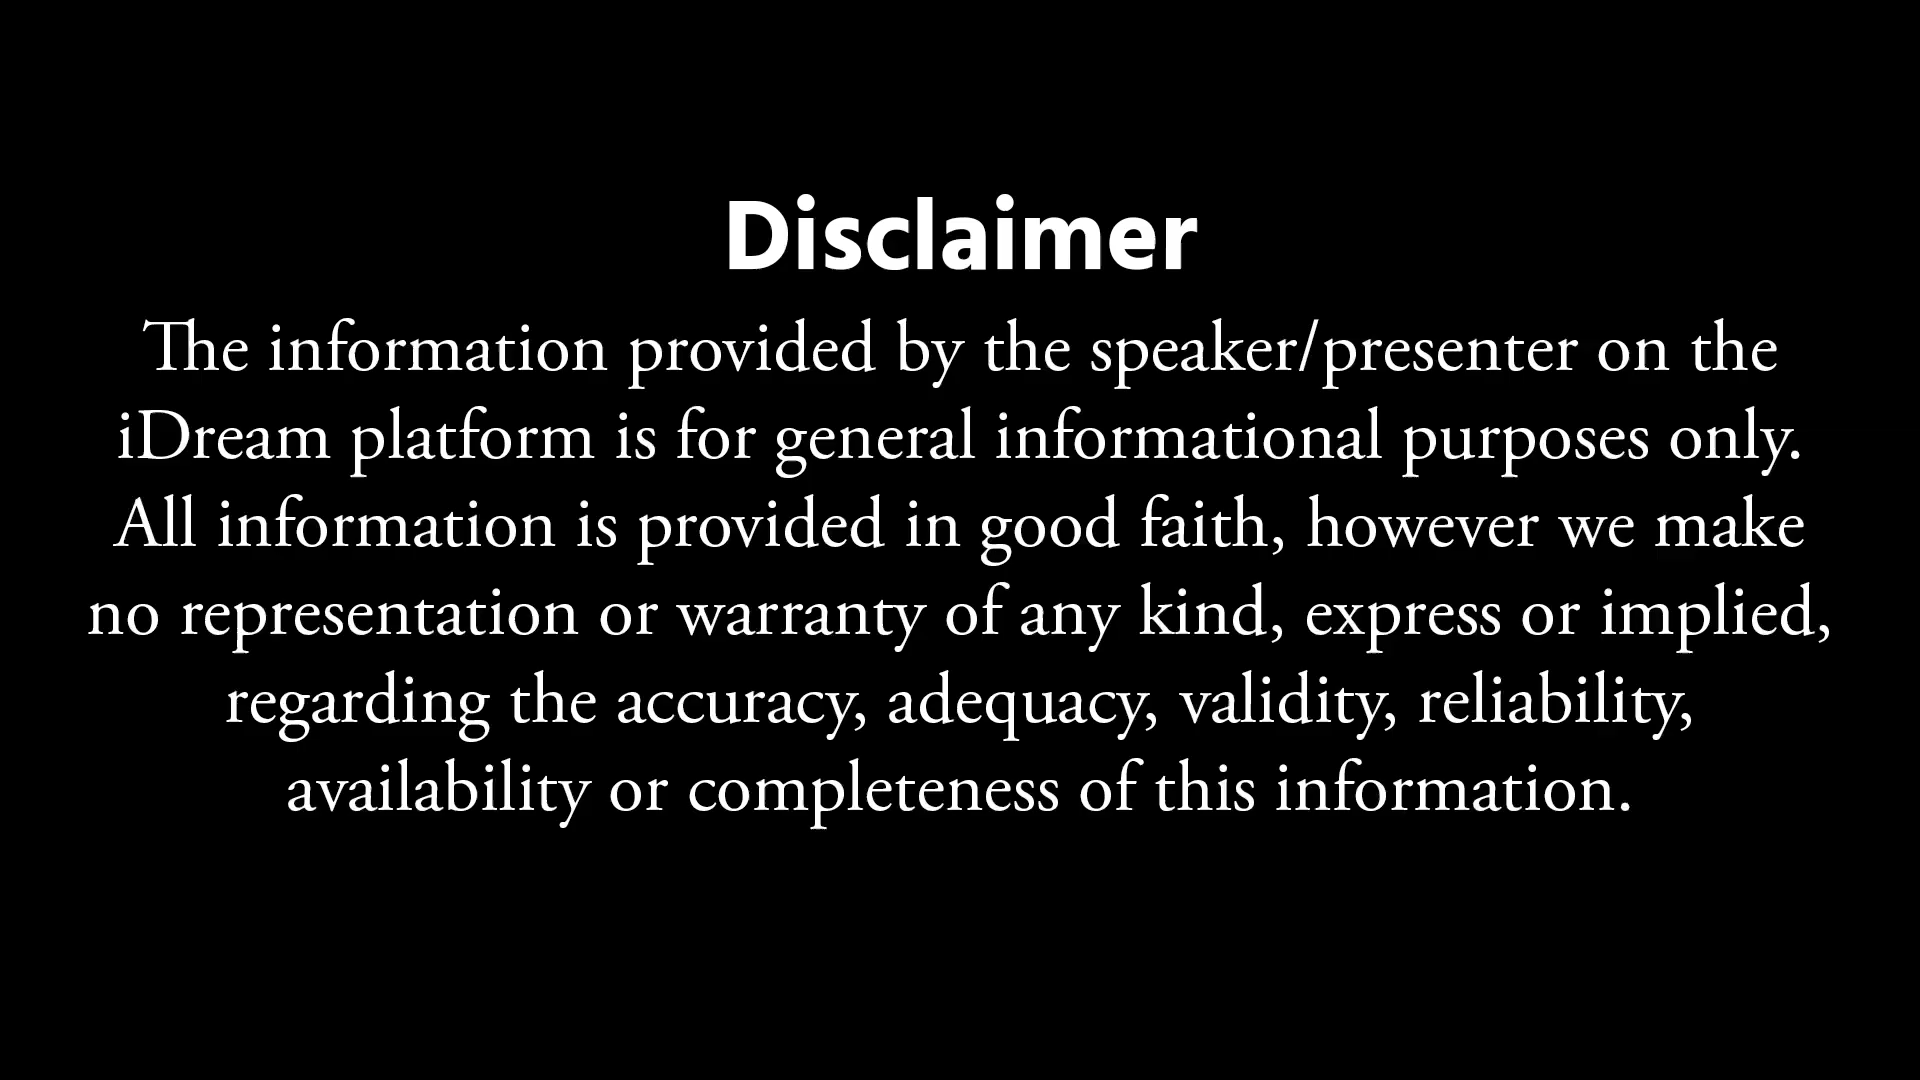 Disclaimer
The information provided by the speaker/presenter on the
iDream platform is for general informational purposes only.
All information is provided in good faith, however we make
no representation or warranty of any kind, express or implied,
regarding the accuracy, adequacy, validity, reliability,
availability or completeness of this information.